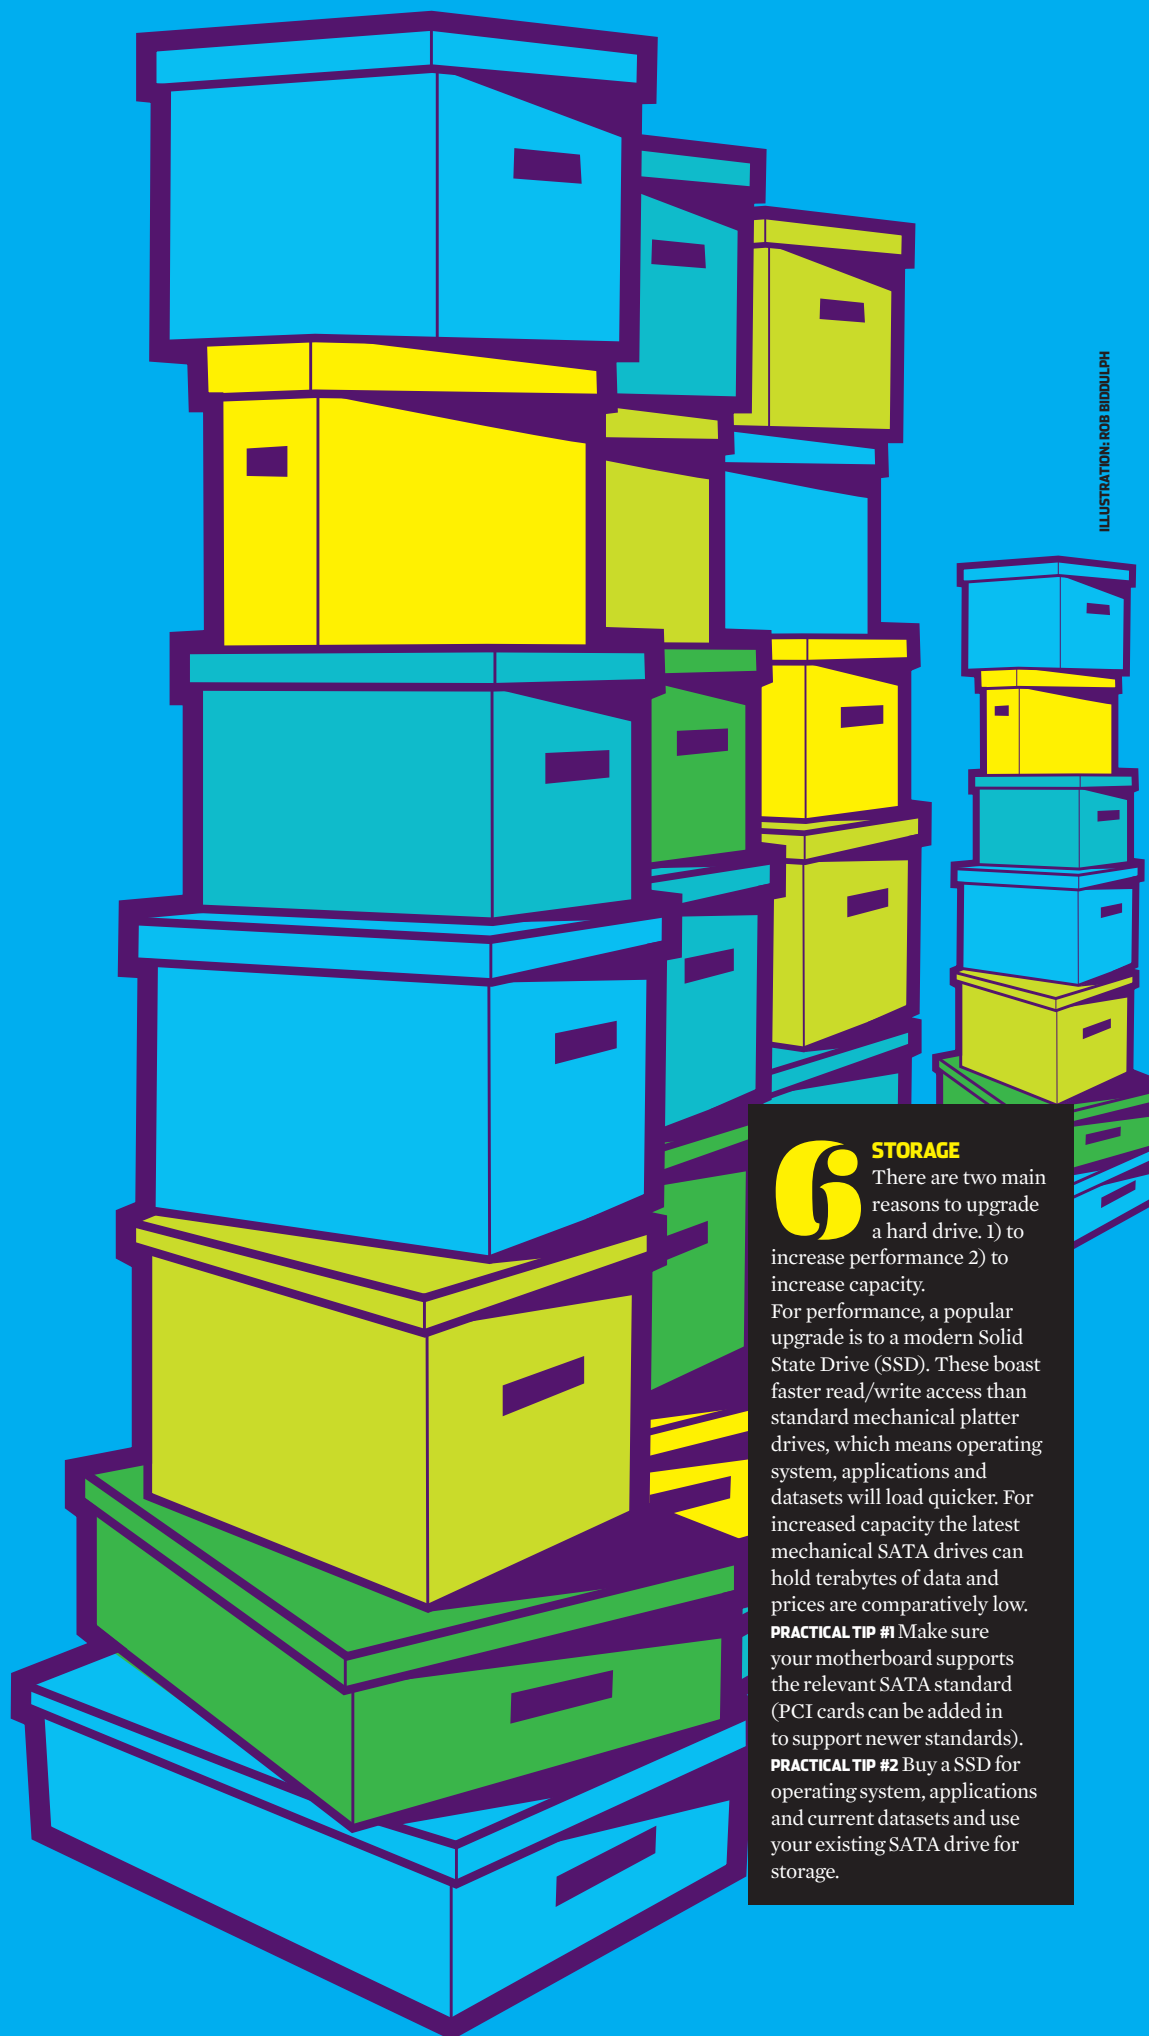 ILLUSTRATION: ROB BIDDULPH
6
STORAGE
There are two main
reasons to upgrade
a hard drive. 1) to
increase performance 2) to
increase capacity.
For performance, a popular
upgrade is to a modern Solid
State Drive (SSD). These boast
faster read/write access than
standard mechanical platter
drives, which means operating
system, applications and
datasets will load quicker. For
increased capacity the latest
mechanical SATA drives can
hold terabytes of data and
prices are comparatively low.
PRACTICAL TIP #1 Make sure
your motherboard supports
the relevant SATA standard
(PCI cards can be added in
to support newer standards).
PRACTICAL TIP #2 Buy a SSD for
operating system, applications
and current datasets and use
your existing SATA drive for
storage.